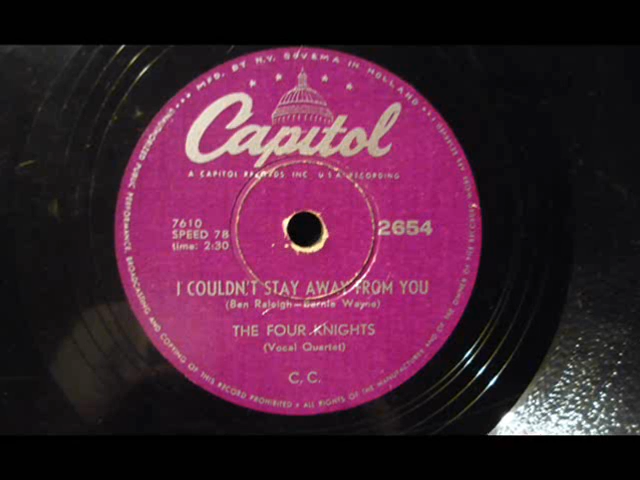 MFD. BY N.V. BOVEMA IN HOLLAND
Capitol
A CAPITOL RECORDS INC. U.S.A. RECORDING
7610
SPEED 78
time: 2:30
2654
I COULDN'T STAY AWAY FROM YOU
(Ben Raleigh—Bernie Wayne)
THE FOUR KNIGHTS
(Vocal Quartet)
C. C.
UNAUTHORIZED PUBLIC PERFORMANCE BROADCASTING AND COPYING OF THIS RECORD PROHIBITED • ALL RIGHTS OF THE MANUFACTURER AND OF THE OWNER OF THE RECORDED